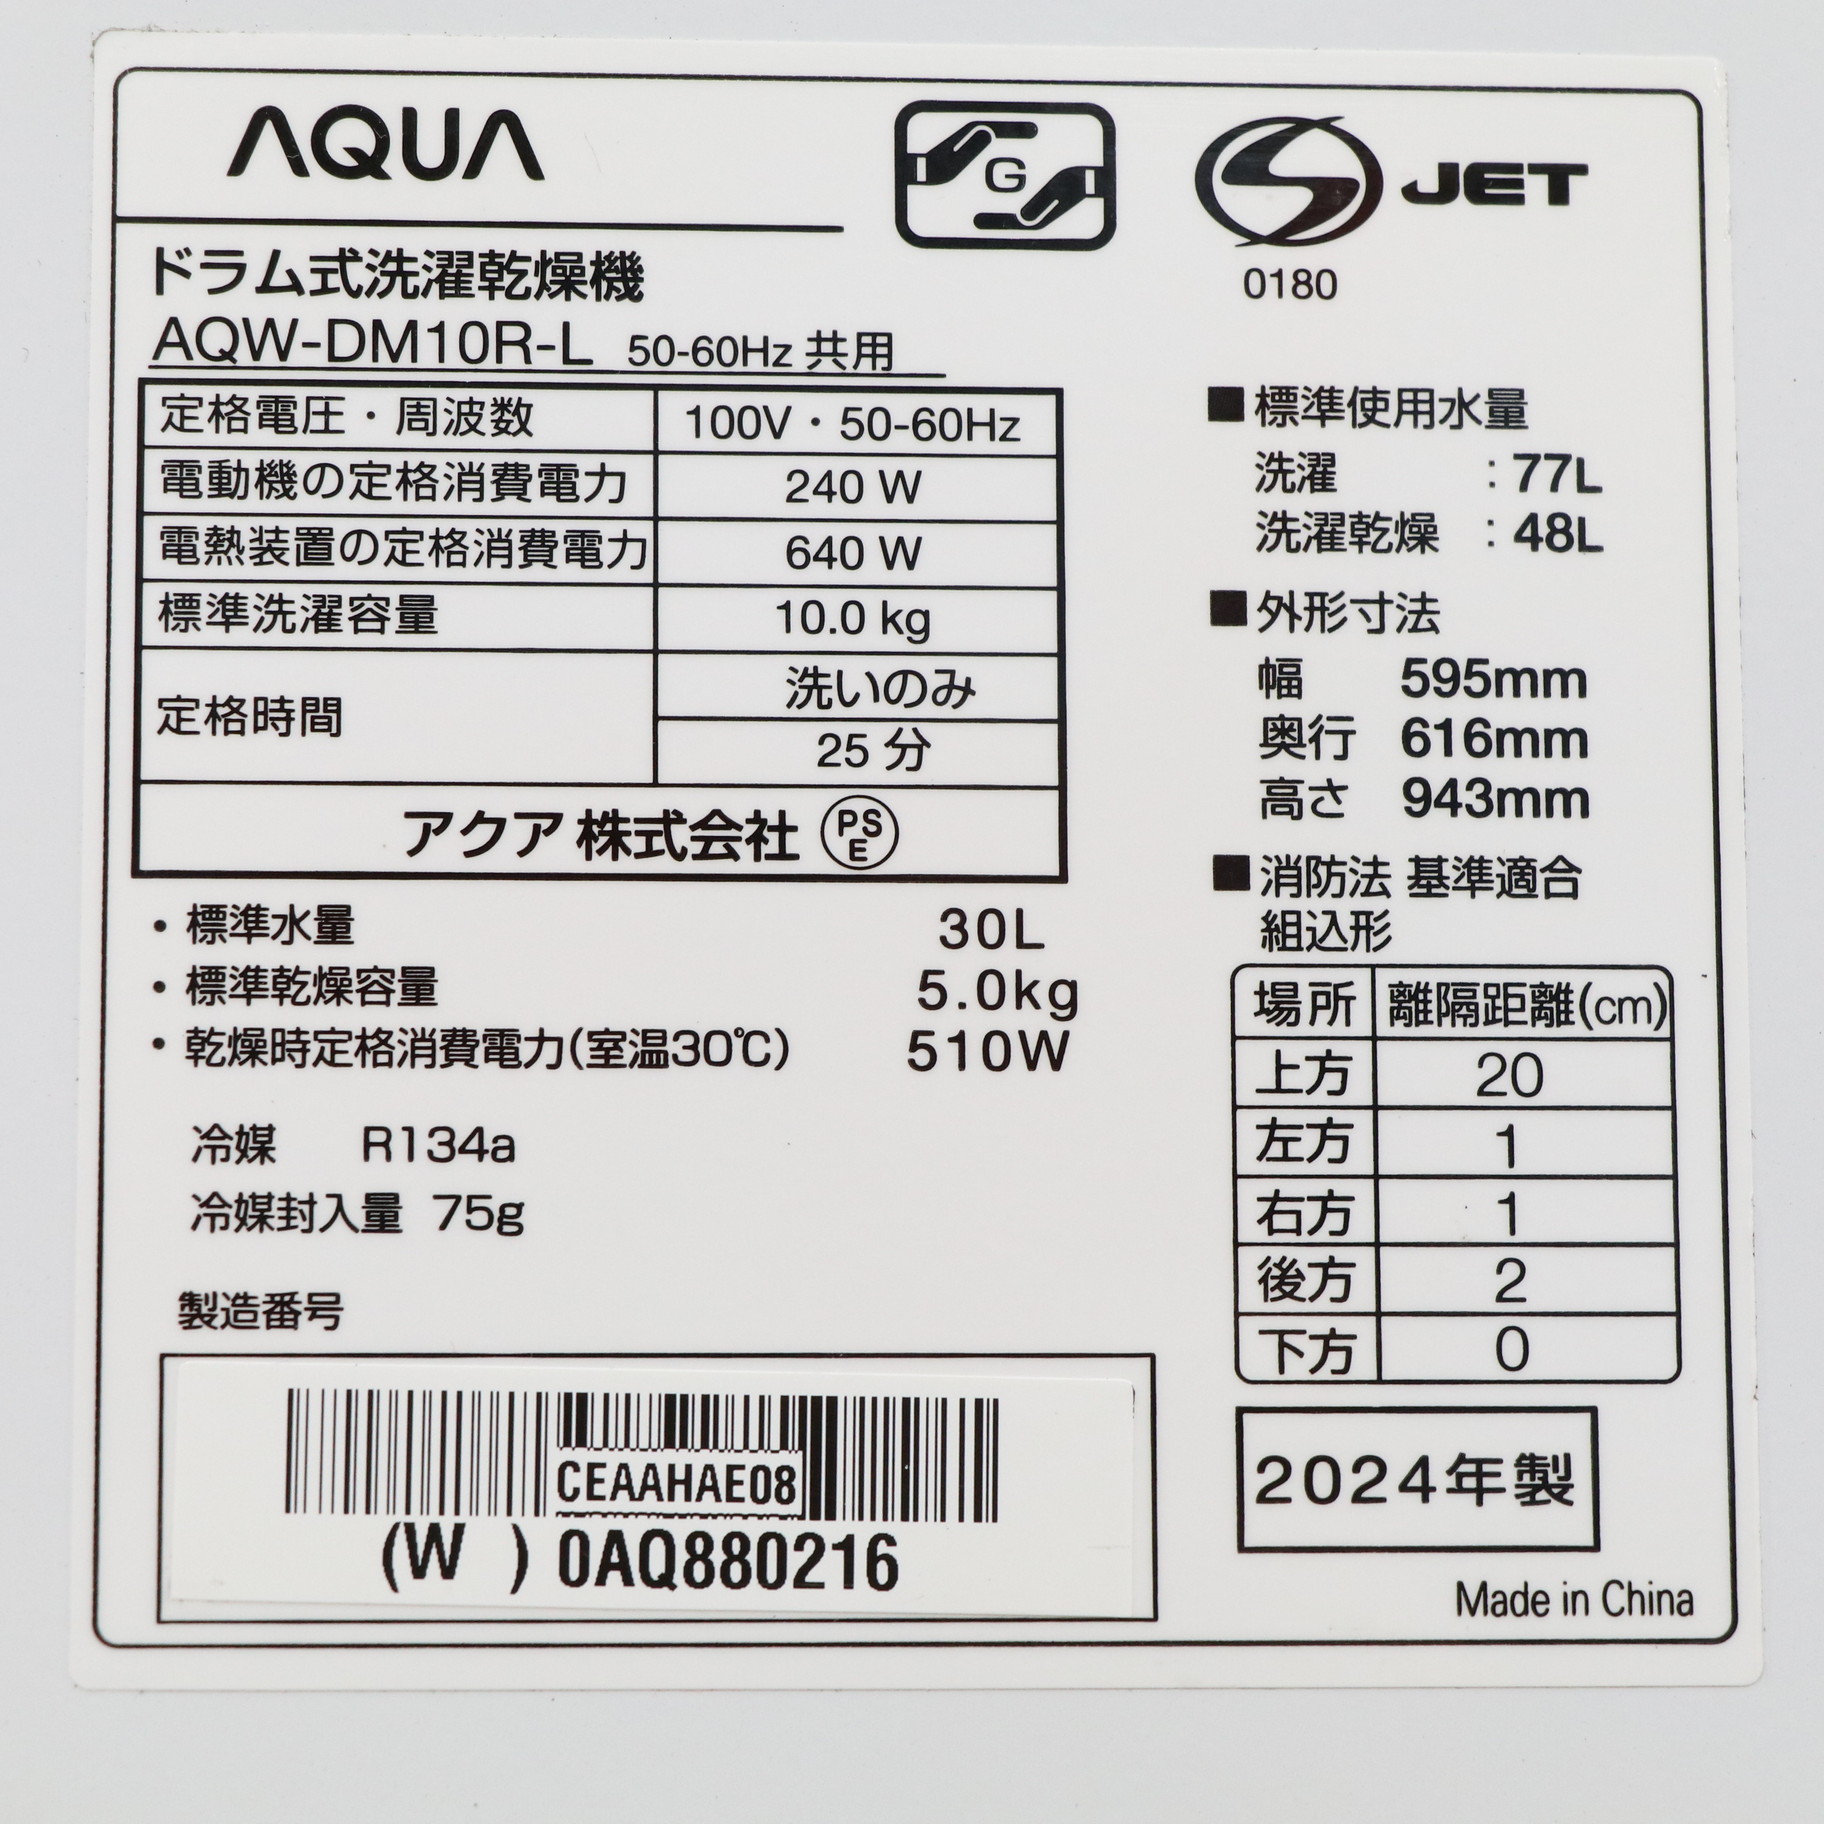 AQUA
G
JET
0180
ドラム式洗濯乾燥機
AQW-DM10R-L 50-60Hz 共用
定格電圧・周波数 100V・50-60Hz
電動機の定格消費電力 240 W
電熱装置の定格消費電力 640 W
標準洗濯容量 10.0 kg
定格時間 洗いのみ
25 分
アクア 株式会社 PSE
・標準水量 30L
・標準乾燥容量 5.0kg
・乾燥時定格消費電力(室温30℃) 510W
冷媒 R134a
冷媒封入量 75g
製造番号
CEAAHAE08
(W ) 0AQ880216
■標準使用水量
洗濯 : 77L
洗濯乾燥 : 48L
■外形寸法
幅 595mm
奥行 616mm
高さ 943mm
■消防法 基準適合
組込形
場所 離隔距離(cm)
上方 20
左方 1
右方 1
後方 2
下方 0
2024年製
Made in China